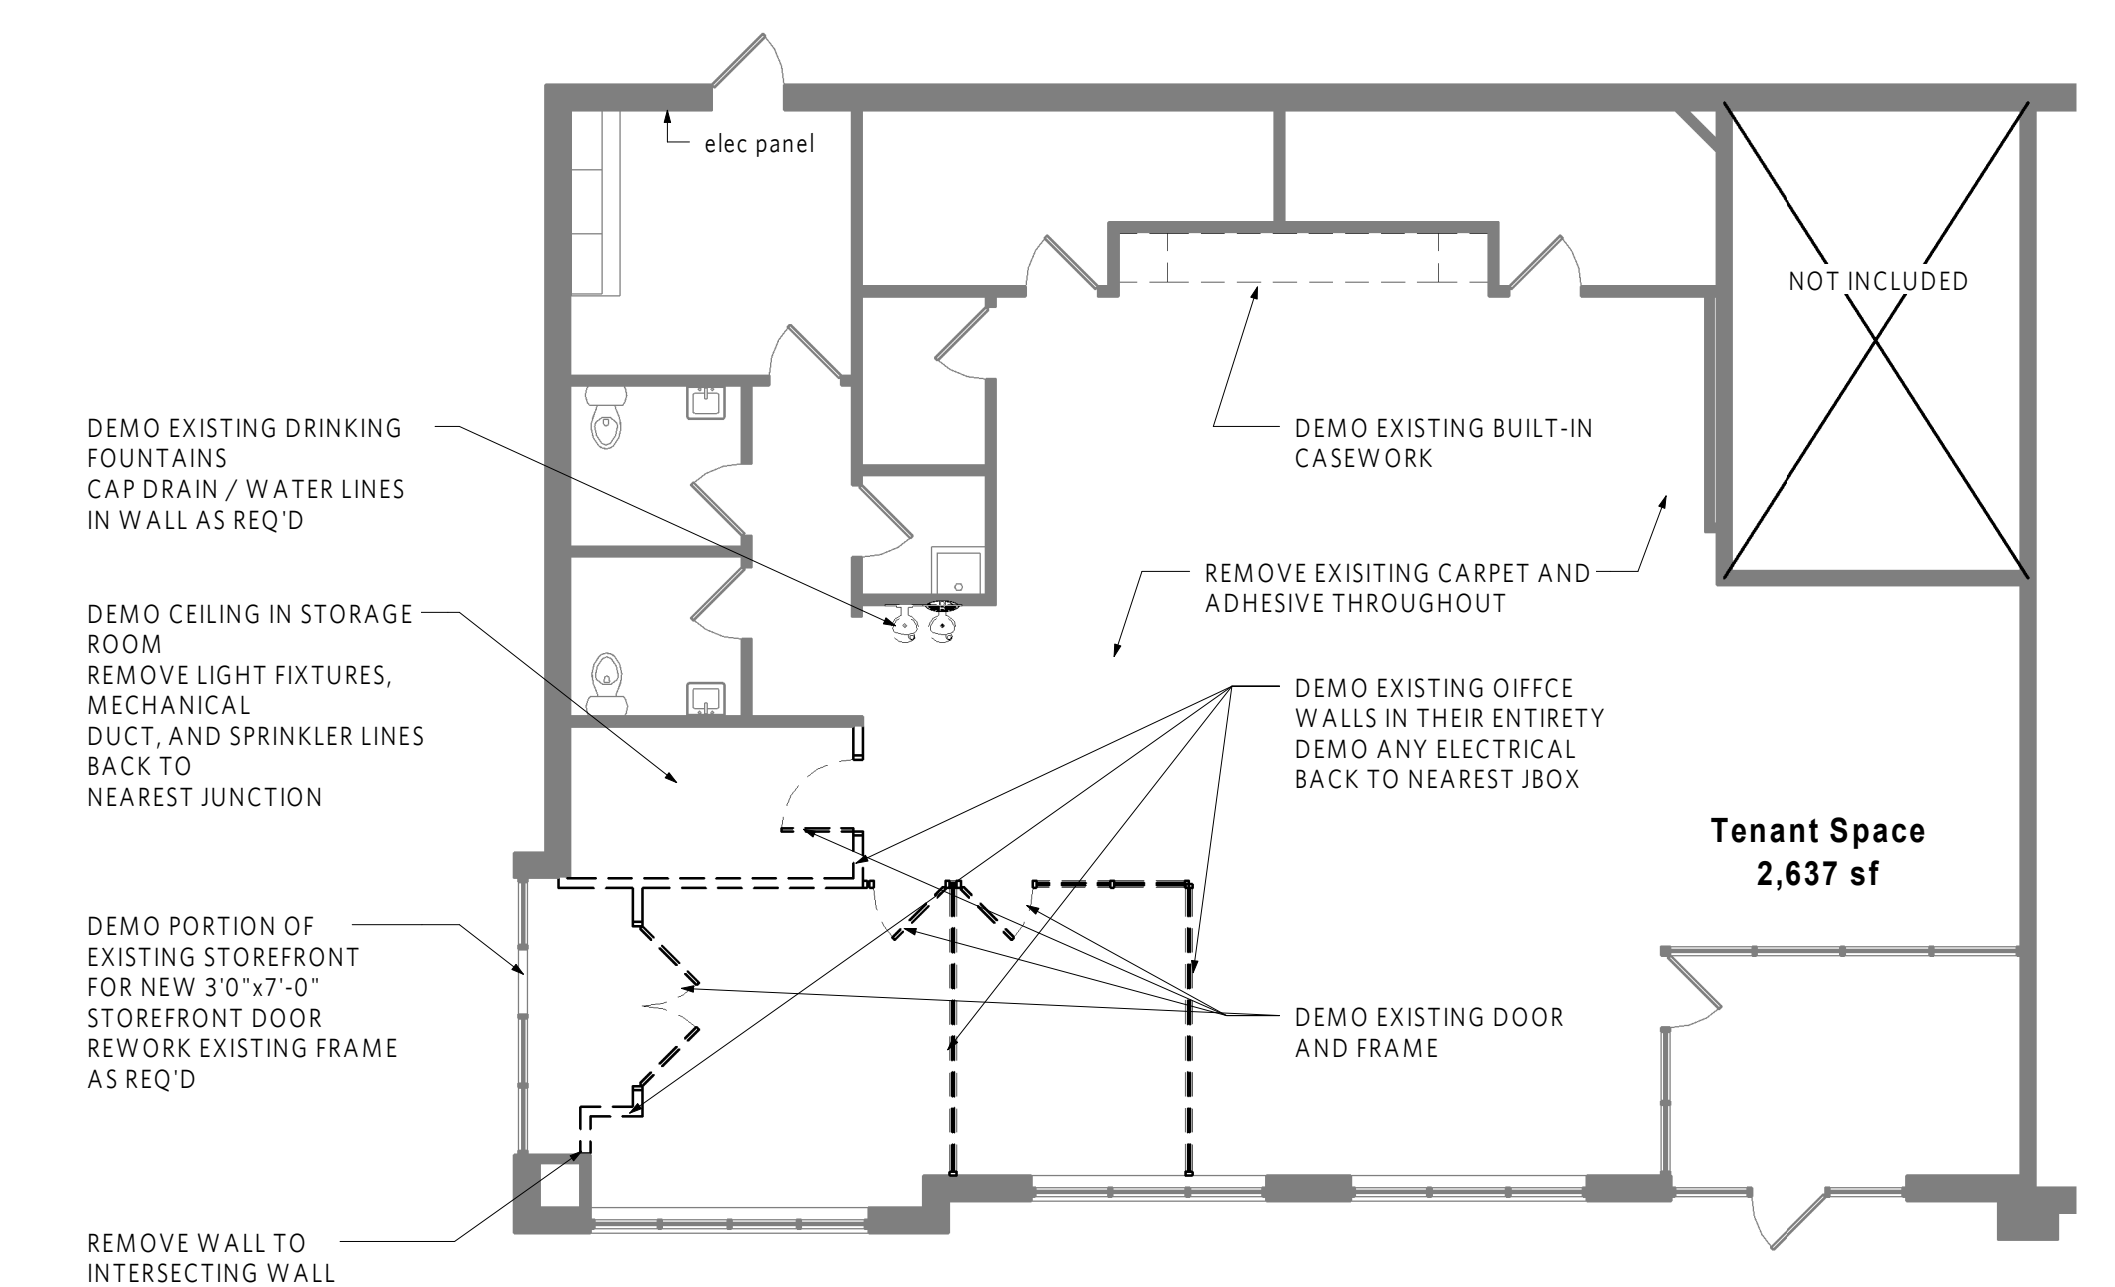 elec panel
NOT INCLUDED
DEMO EXISTING DRINKING
FOUNTAINS
CAP DRAIN / WATER LINES
IN WALL AS REQ'D
DEMO EXISTING BUILT-IN
CASEWORK
REMOVE EXISITING CARPET AND
ADHESIVE THROUGHOUT
DEMO CEILING IN STORAGE
ROOM
REMOVE LIGHT FIXTURES,
MECHANICAL
DUCT, AND SPRINKLER LINES
BACK TO
NEAREST JUNCTION
DEMO EXISTING OIFFCE
WALLS IN THEIR ENTIRETY
DEMO ANY ELECTRICAL
BACK TO NEAREST JBOX
Tenant Space
2,637 sf
DEMO PORTION OF
EXISTING STOREFRONT
FOR NEW 3'0"x7'-0"
STOREFRONT DOOR
REWORK EXISTING FRAME
AS REQ'D
DEMO EXISTING DOOR
AND FRAME
REMOVE WALL TO
INTERSECTING WALL